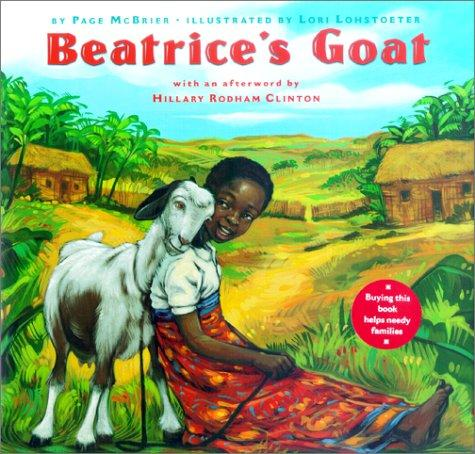 BY PAGE MCBRIER • ILLUSTRATED BY LORI LOHSTOETER
Beatrice's Goat
with an afterword by
HILLARY RODHAM CLINTON
Buying this
book
helps needy
families